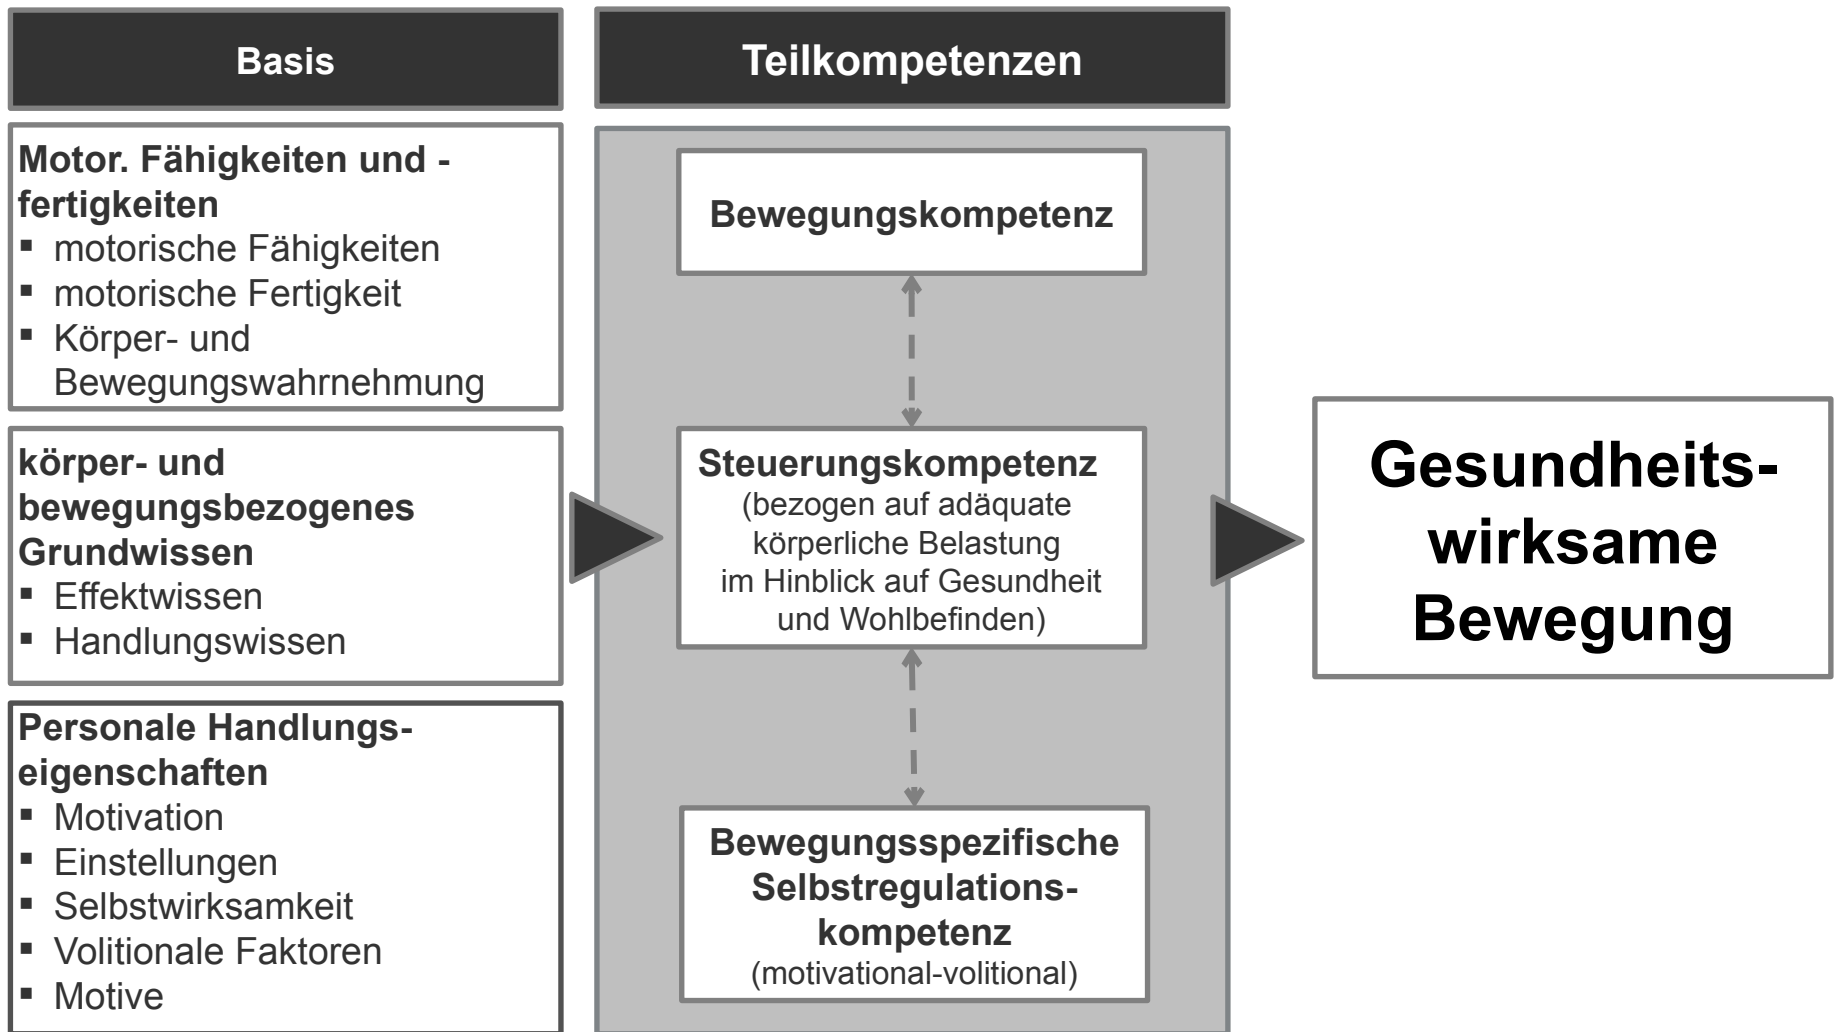 Basis
Motor. Fähigkeiten und -
fertigkeiten
▪ motorische Fähigkeiten
▪ motorische Fertigkeit
▪ Körper- und
Bewegungswahrnehmung
körper- und
bewegungsbezogenes
Grundwissen
▪ Effektwissen
▪ Handlungswissen
Personale Handlungs-
eigenschaften
▪ Motivation
▪ Einstellungen
▪ Selbstwirksamkeit
▪ Volitionale Faktoren
▪ Motive
Teilkompetenzen
Bewegungskompetenz
Steuerungskompetenz
(bezogen auf adäquate
körperliche Belastung
im Hinblick auf Gesundheit
und Wohlbefinden)
Bewegungsspezifische
Selbstregulations-
kompetenz
(motivational-volitional)
Gesundheits-
wirksame
Bewegung